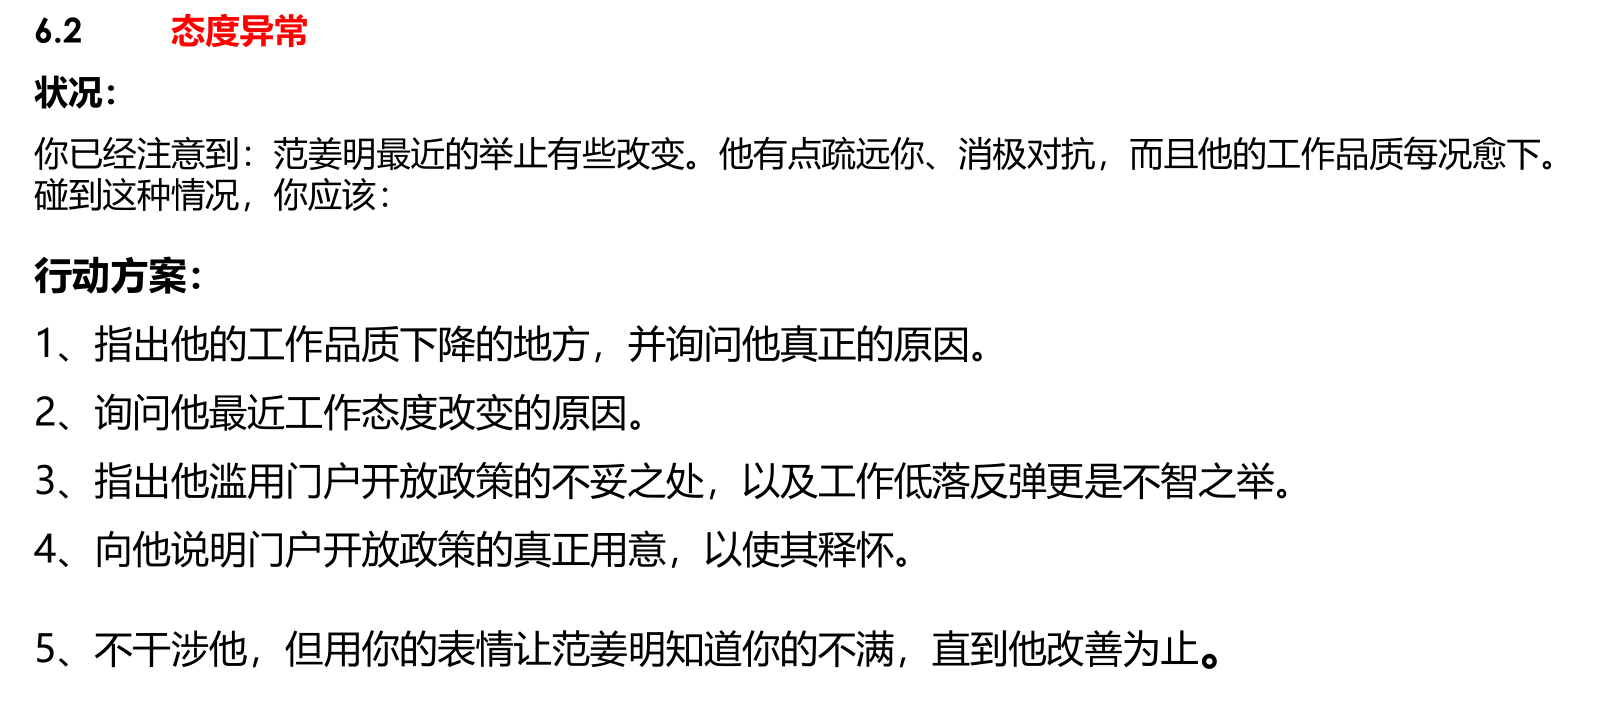 6.2 态度异常
状况：
你已经注意到：范姜明最近的举止有些改变。他有点疏远你、消极对抗，而且他的工作品质每况愈下。
碰到这种情况，你应该：
行动方案：
1、指出他的工作品质下降的地方，并询问他真正的原因。
2、询问他最近工作态度改变的原因。
3、指出他滥用门户开放政策的不妥之处，以及工作低落反弹更是不智之举。
4、向他说明门户开放政策的真正用意，以使其释怀。
5、不干涉他，但用你的表情让范姜明知道你的不满，直到他改善为止。